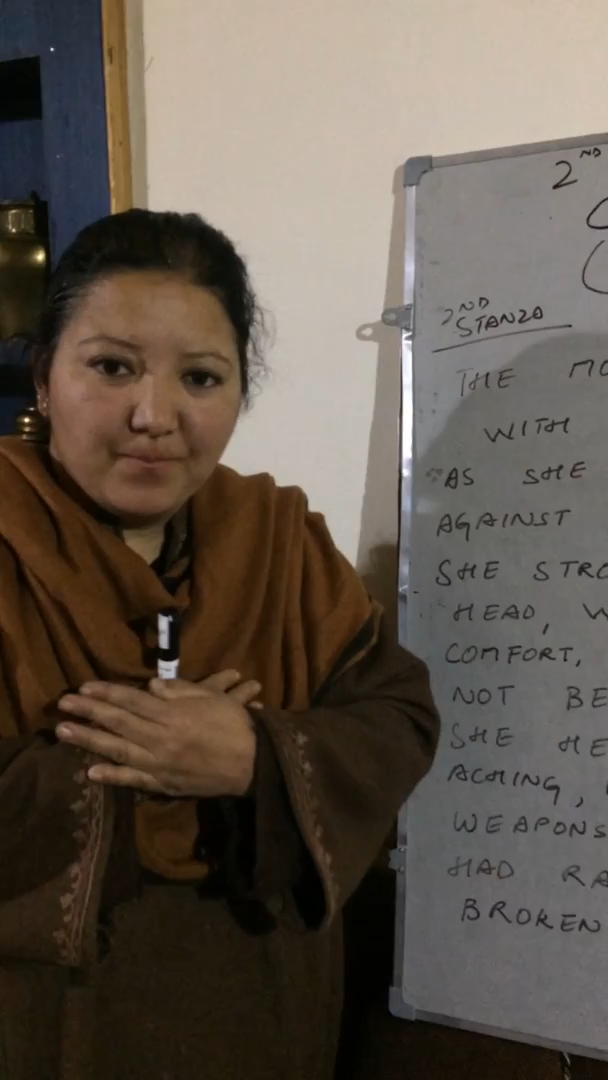 2ND
2ND
STANZA
THE MO
WITH
AS SHE
AGAINST
SHE STRO
HEAD, W
COMFORT,
NOT BE
SHE HE
ACHING,
WEAPONS
HAD RA
BROKEN